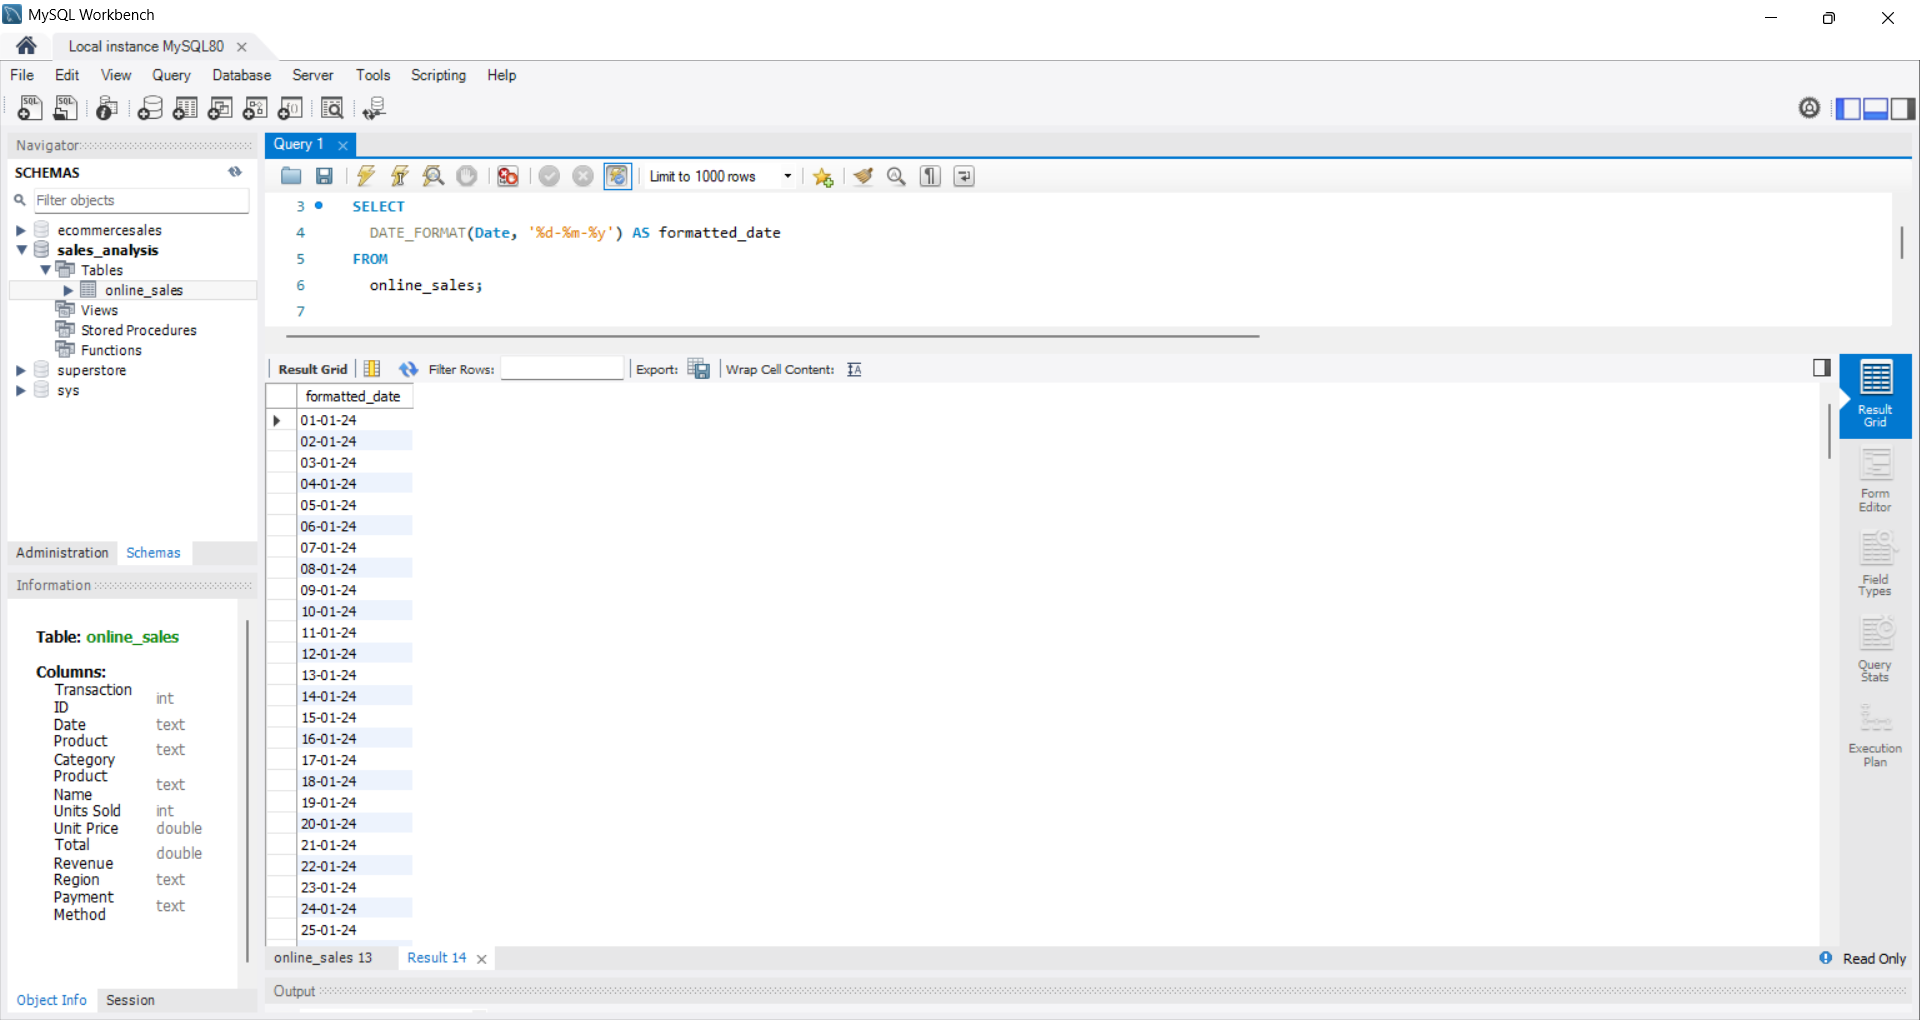 MySQL Workbench
Local instance MySQL80
File Edit View Query Database Server Tools Scripting Help
Navigator
SCHEMAS
Filter objects
ecommercesales
sales_analysis
Tables
online_sales
Views
Stored Procedures
Functions
superstore
sys
Administration Schemas
Information
Table: online_sales
Columns:
Transaction ID int
Date text
Product Category text
Product Name text
Units Sold int
Unit Price double
Total Revenue double
Region text
Payment Method text
Object Info Session
Query 1
Limit to 1000 rows
3 SELECT
4 DATE_FORMAT(Date, '%d-%m-%y') AS formatted_date
5 FROM
6 online_sales;
7
Result Grid Filter Rows: Export: Wrap Cell Content:
formatted_date
01-01-24
02-01-24
03-01-24
04-01-24
05-01-24
06-01-24
07-01-24
08-01-24
09-01-24
10-01-24
11-01-24
12-01-24
13-01-24
14-01-24
15-01-24
16-01-24
17-01-24
18-01-24
19-01-24
20-01-24
21-01-24
22-01-24
23-01-24
24-01-24
25-01-24
Result Grid
Form Editor
Field Types
Query Stats
Execution Plan
online_sales 13 Result 14
Read Only
Output